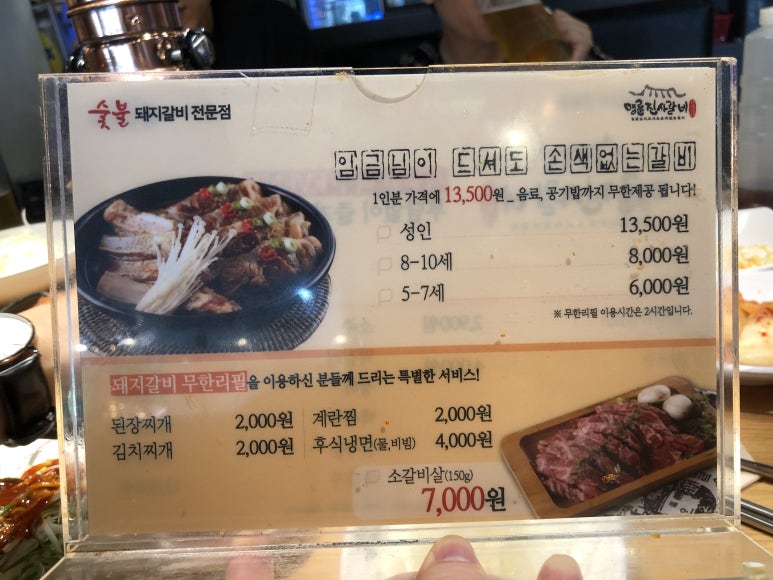 숯불 돼지갈비 전문점
명륜진사갈비
임금님이 드셔도 손색없는갈비
1인분 가격에 13,500원_음료, 공기밥까지 무한제공 됩니다!
성인 13,500원
8-10세 8,000원
5-7세 6,000원
※ 무한리필 이용시간은 2시간입니다.
돼지갈비 무한리필을 이용하신 분들께 드리는 특별한 서비스!
된장찌개 2,000원 계란찜 2,000원
김치찌개 2,000원 후식냉면(물,비빔) 4,000원
소갈비살(150g)
7,000원